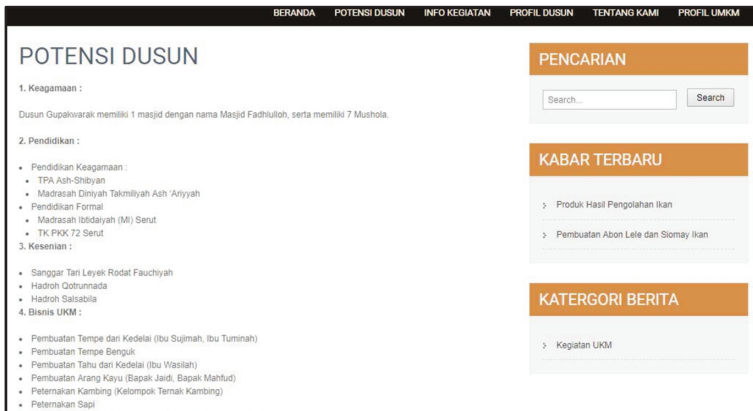 BERANDA POTENSI DUSUN INFO KEGIATAN PROFIL DUSUN TENTANG KAMI PROFIL UMKM
POTENSI DUSUN
1. Keagamaan :
Dusun Gupakwarak memiliki 1 masjid dengan nama Masjid Fadhlulloh, serta memiliki 7 Mushola.
2. Pendidikan :
Pendidikan Keagamaan :
TPA Ash-Shibyan
Madrasah Diniyah Takmiliyah Ash 'Ariyyah
Pendidikan Formal
Madrasah Ibtidaiyah (MI) Serut
TK PKK 72 Serut
3. Kesenian :
Sanggar Tari Leyek Rodat Fauchiyah
Hadroh Qotrunnada
Hadroh Salsabila
4. Bisnis UKM :
Pembuatan Tempe dari Kedelai (Ibu Sujimah, Ibu Tuminah)
Pembuatan Tempe Benguk
Pembuatan Tahu dari Kedelai (Ibu Wasilah)
Pembuatan Arang Kayu (Bapak Jaidi, Bapak Mahfud)
Peternakan Kambing (Kelompok Ternak Kambing)
Peternakan Sapi
PENCARIAN
Search... Search
KABAR TERBARU
Produk Hasil Pengolahan Ikan
Pembuatan Abon Lele dan Siomay Ikan
KATERGORI BERITA
Kegiatan UKM